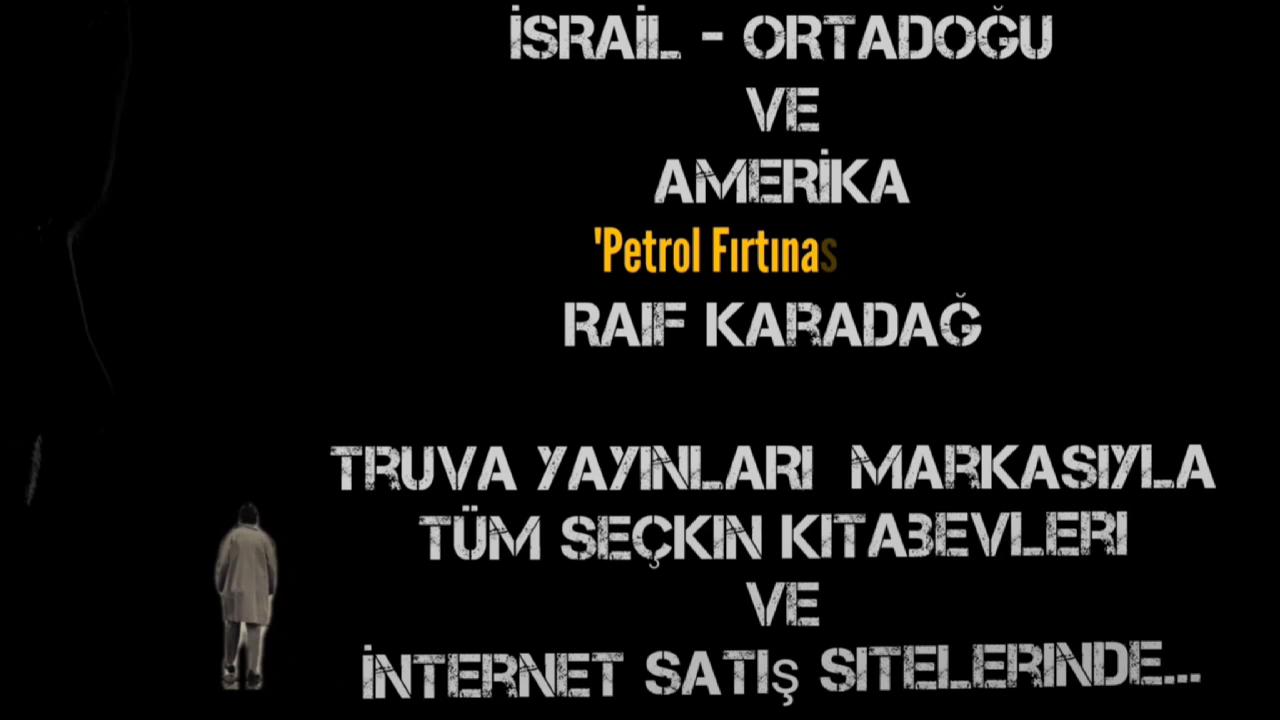 İSRAİL - ORTADOĞU
VE
AMERİKA
'Petrol Fırtınas
RAIF KARADAĞ
TRUVA YAYINLARI MARKASIYLA
TÜM SEÇKIN KITABEVLERI
VE
İNTERNET SATIŞ SITELERINDE...